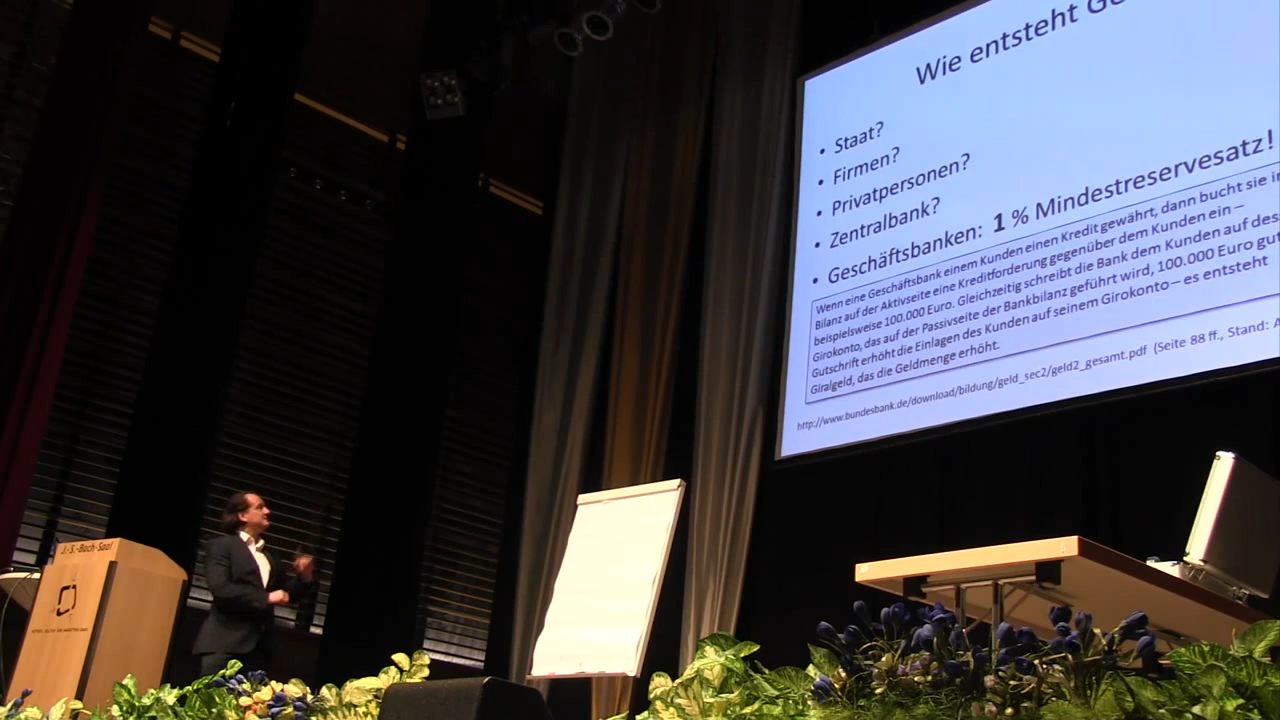 Wie entsteht Ge
• Staat?
• Firmen?
• Privatpersonen?
• Zentralbank?
• Geschäftsbanken: 1 % Mindestreservesatz!
Wenn eine Geschäftsbank einem Kunden einen Kredit gewährt, dann bucht sie in
Bilanz auf der Aktivseite eine Kreditforderung gegenüber dem Kunden ein –
beispielsweise 100.000 Euro. Gleichzeitig schreibt die Bank dem Kunden auf des
Girokonto, das auf der Passivseite der Bankbilanz geführt wird, 100.000 Euro gut
Gutschrift erhöht die Einlagen des Kunden auf seinem Girokonto – es entsteht
Giralgeld, das die Geldmenge erhöht.
http://www.bundesbank.de/download/bildung/geld_sec2/geld2_gesamt.pdf (Seite 88 ff., Stand:
J.-S.-Bach-Saal